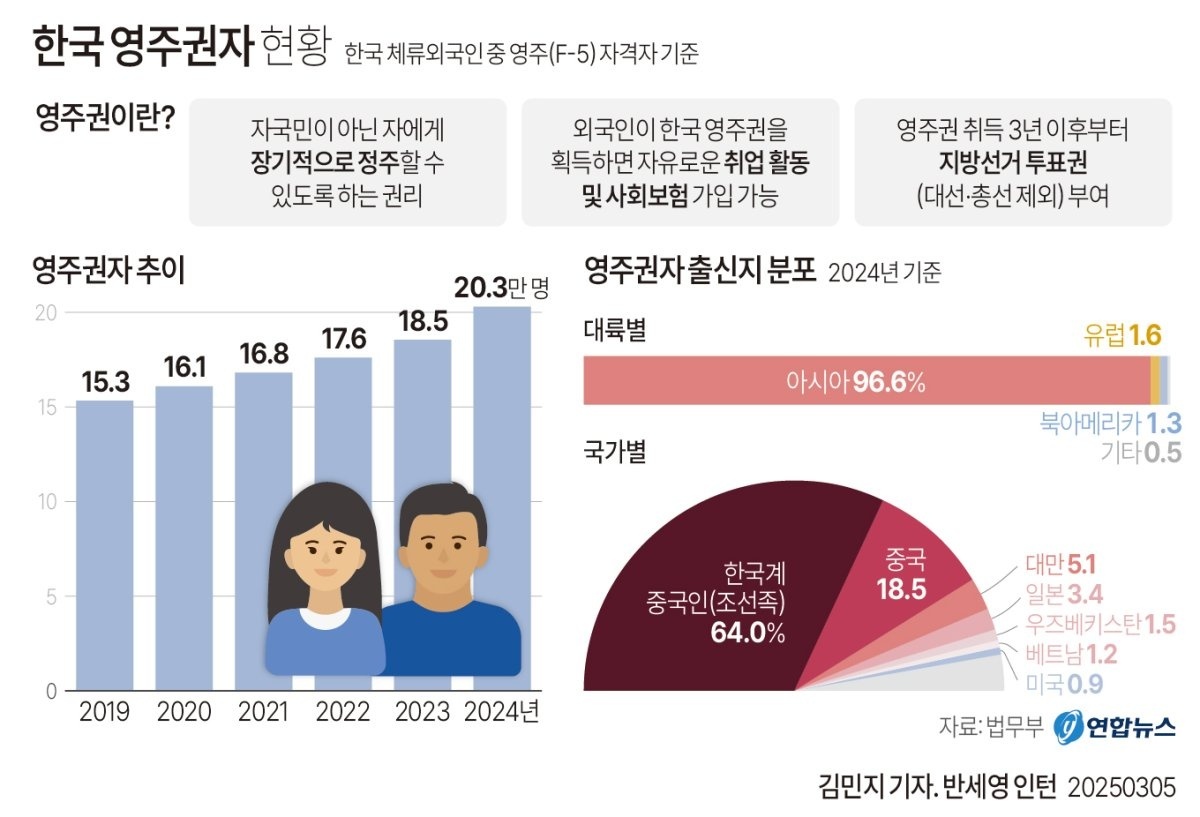 한국 영주권자 현황 한국 체류외국인 중 영주(F-5) 자격자 기준
영주권이란?
자국민이 아닌 자에게
장기적으로 정주할 수
있도록 하는 권리
외국인이 한국 영주권을
획득하면 자유로운 취업 활동
및 사회보험 가입 가능
영주권 취득 3년 이후부터
지방선거 투표권
(대선·총선 제외) 부여
영주권자 추이
20.3만 명
20
18.5
17.6
16.8
16.1
15.3
15
10
5
0
2019 2020 2021 2022 2023 2024년
영주권자 출신지 분포 2024년 기준
대륙별
유럽 1.6
아시아 96.6%
북아메리카 1.3
기타 0.5
국가별
한국계
중국인(조선족)
64.0%
중국
18.5
대만 5.1
일본 3.4
우즈베키스탄 1.5
베트남 1.2
미국 0.9
자료: 법무부 y 연합뉴스
김민지 기자. 반세영 인턴 20250305